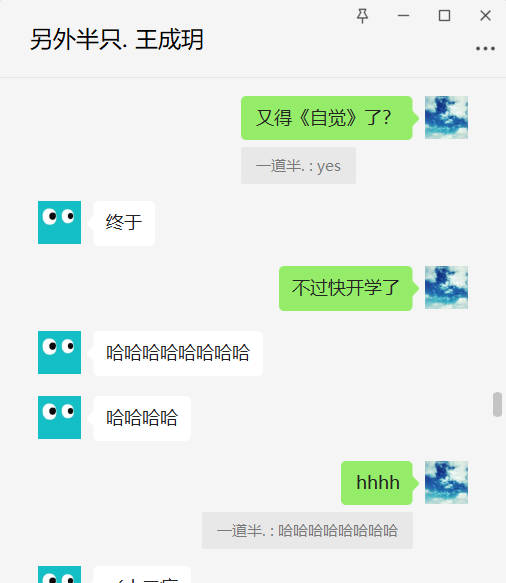 另外半只. 王成玥
又得《自觉》了？
一道半. : yes
终于
不过快开学了
哈哈哈哈哈哈哈哈
哈哈哈哈
hhhh
一道半. : 哈哈哈哈哈哈哈哈